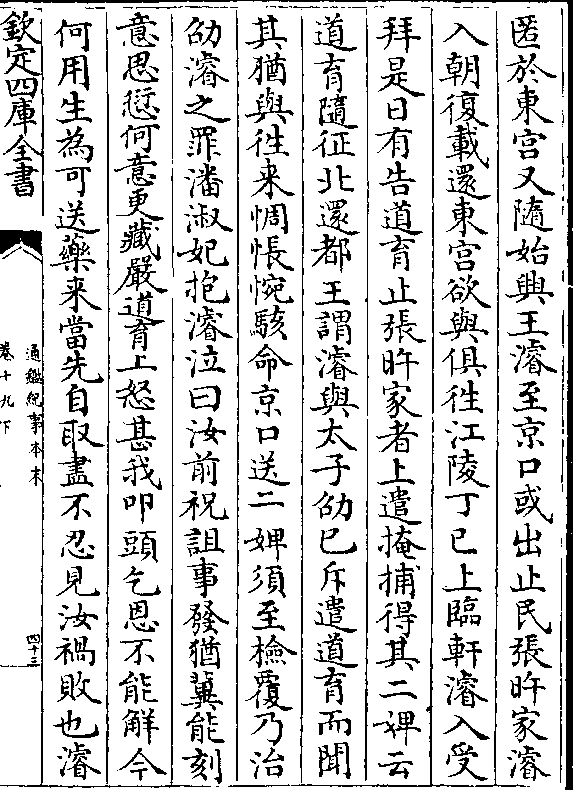 匿於東宫又隨始興王濬至京口或出止民張旿家濬
入朝復載還東宫欲與俱徃江陵丁巳上臨軒濬入受
拜是日有告道育止張旿家者上遣掩捕得其二婢云
道育隨征北還都王謂濬與太子劭已斥遣道育而聞
其猶與徃来惆悵惋駭命京口送二婢須至檢覆乃治
劭濬之罪潘淑妃抱濬泣曰汝前祝詛事發猶冀能刻
意思愆何意更藏嚴道育上怒甚我叩頭乞恩不能解今
何用生為可送藥来當先自取盡不忍見汝禍敗也濬
欽定四庫全書
通鑑紀事本末
卷十九下
四十三